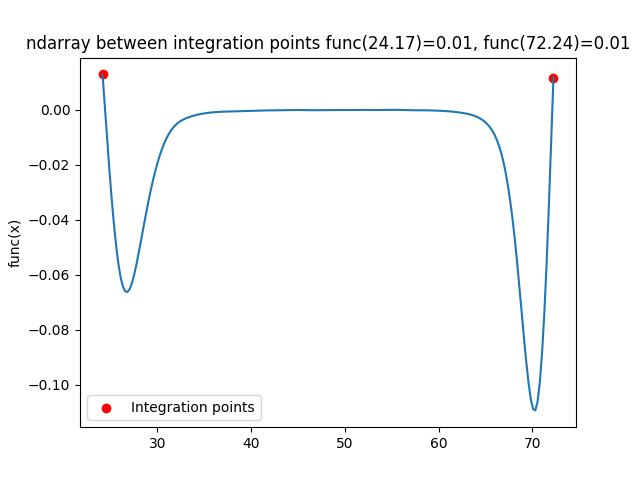 ndarray between integration points func(24.17)=0.01, func(72.24)=0.01
0.00
−0.02
−0.04
−0.06
−0.08
−0.10
func(x)
Integration points
30 40 50 60 70